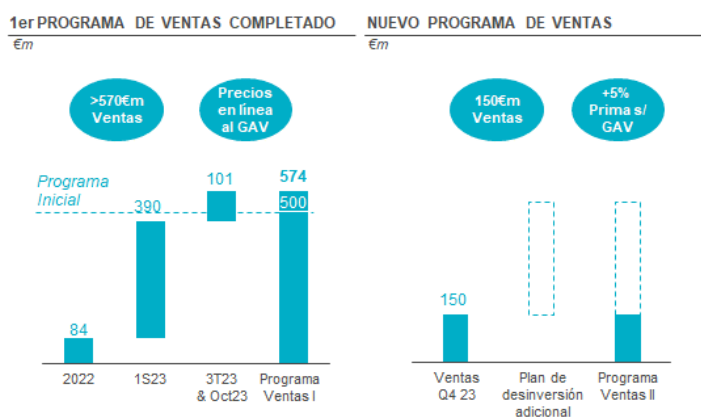 1er PROGRAMA DE VENTAS COMPLETADO
€m
>570€m
Ventas
Precios
en línea
al GAV
Programa
Inicial
84
390
101
574
500
2022
1S23
3T23
& Oct23
Programa
Ventas I
NUEVO PROGRAMA DE VENTAS
€m
150€m
Ventas
+5%
Prima s/
GAV
150
Ventas
Q4 23
Plan de
desinversión
adicional
Programa
Ventas II